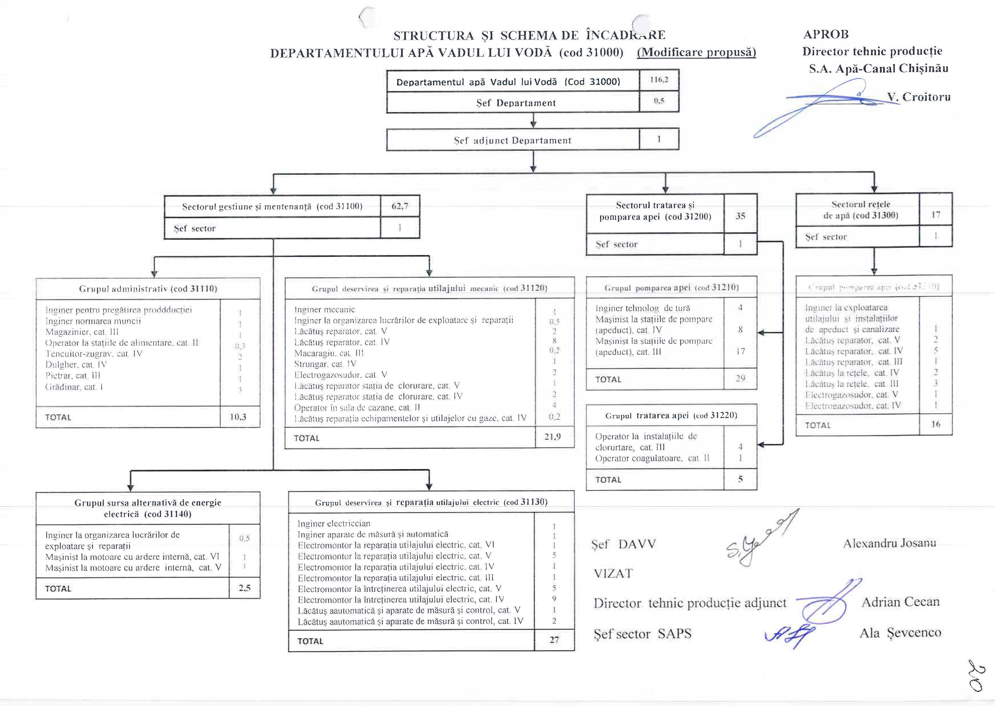 STRUCTURA ȘI SCHEMA DE ÎNCADRARE
DEPARTAMENTULUI APĂ VADUL LUI VODĂ (cod 31000) (Modificare propusă)
APROB
Director tehnic producție
S.A. Apă-Canal Chișinău
V. Croitoru
Departamentul apă Vadul lui Vodă (Cod 31000) 116,2
Șef Departament 0,5
Șef adjunct Departament 1
Sectorul gestiune și mentenanță (cod 31100) 62,7
Șef sector 1
Sectorul tratarea și
pomparea apei (cod 31200) 35
Șef sector 1
Sectorul rețele
de apă (cod 31300) 17
Șef sector 1
Grupul administrativ (cod 31110)
Inginer pentru pregătirea proddducției 1
Inginer normarea muncii 1
Magazinier, cat. III 1
Operator la stațiile de alimentare, cat. II 0,3
Tencuitor-zugrav, cat. IV 2
Dulgher, cat. IV 1
Pietrar, cat. III 1
Grădinar, cat. I 3
TOTAL 10,3
Grupul deservirea și reparația utilajului mecanic (cod 31120)
Inginer mecanic 1
Inginer la organizarea lucrărilor de exploatare și reparații 0,5
Lăcătuș reparator, cat. V 2
Lăcătuș reparator, cat. IV 8
Macaragiu, cat. III 0,2
Strungar, cat. IV 1
Electrogazosudor, cat. V 2
Lăcătuș reparator stația de clorurare, cat. V 1
Lăcătuș reparator stația de clorurare, cat. IV 2
Operator în sala de cazane, cat. II 4
Lăcătuș reparația echipamentelor și utilajelor cu gaze, cat. IV 0,2
TOTAL 21,9
Grupul pomparea apei (cod 31210)
Inginer tehnolog de tură 4
Mașinist la stațiile de pompare
(apeduct), cat. IV 8
Mașinist la stațiile de pompare
(apeduct), cat. III 17
TOTAL 29
Grupul tratarea apei (cod 31220)
Operator la instalațiile de
clorurtare, cat. III 4
Operator coagulatoare, cat. II 1
TOTAL 5
Grupul pomparea apei
Inginer la exploatarea
utilajului și instalațiilor
de apeduct și canalizare 1
Lăcătuș reparator, cat. V 2
Lăcătuș reparator, cat. IV 5
Lăcătuș reparator, cat. III 1
Lăcătuș la rețele, cat. IV 2
Lăcătuș la rețele, cat. III 3
Electrogazosudor, cat. V 1
Electrogazosudor, cat. IV 1
TOTAL 16
Grupul sursa alternativă de energie
electrică (cod 31140)
Inginer la organizarea lucrărilor de
exploatare și reparații 0,5
Mașinist la motoare cu ardere internă, cat. VI 1
Mașinist la motoare cu ardere internă, cat. V 1
TOTAL 2,5
Grupul deservirea și reparația utilajului electric (cod 31130)
Inginer electriccian 1
Inginer aparate de măsură și automatică 1
Electromontor la reparația utilajului electric, cat. VI 1
Electromontor la reparația utilajului electric, cat. V 5
Electromontor la reparația utilajului electric, cat. IV 1
Electromontor la reparația utilajului electric, cat. III 1
Electromontor la întreținerea utilajului electric, cat. V 5
Electromontor la întreținerea utilajului electric, cat. IV 9
Lăcătuș aautomatică și aparate de măsură și control, cat. V 1
Lăcătuș aautomatică și aparate de măsură și control, cat. IV 2
TOTAL 27
Șef DAVV Alexandru Josanu
VIZAT
Director tehnic producție adjunct Adrian Cecan
Șef sector SAPS Ala Șevcenco